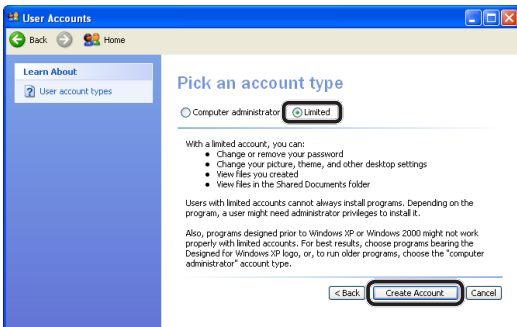 User Accounts
Back Home
Learn About
User account types
Pick an account type
Computer administrator Limited
With a limited account, you can:
• Change or remove your password
• Change your picture, theme, and other desktop settings
• View files you created
• View files in the Shared Documents folder
Users with limited accounts cannot always install programs. Depending on the
program, a user might need administrator privileges to install it.
Also, programs designed prior to Windows XP or Windows 2000 might not work
properly with limited accounts. For best results, choose programs bearing the
Designed for Windows XP logo, or, to run older programs, choose the "computer
administrator" account type.
< Back Create Account Cancel